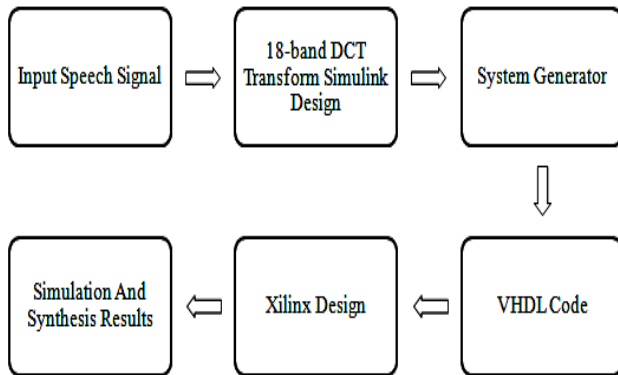 Input Speech Signal
18-band DCT
Transform Simulink
Design
System Generator
VHDL Code
Xilinx Design
Simulation And
Synthesis Results